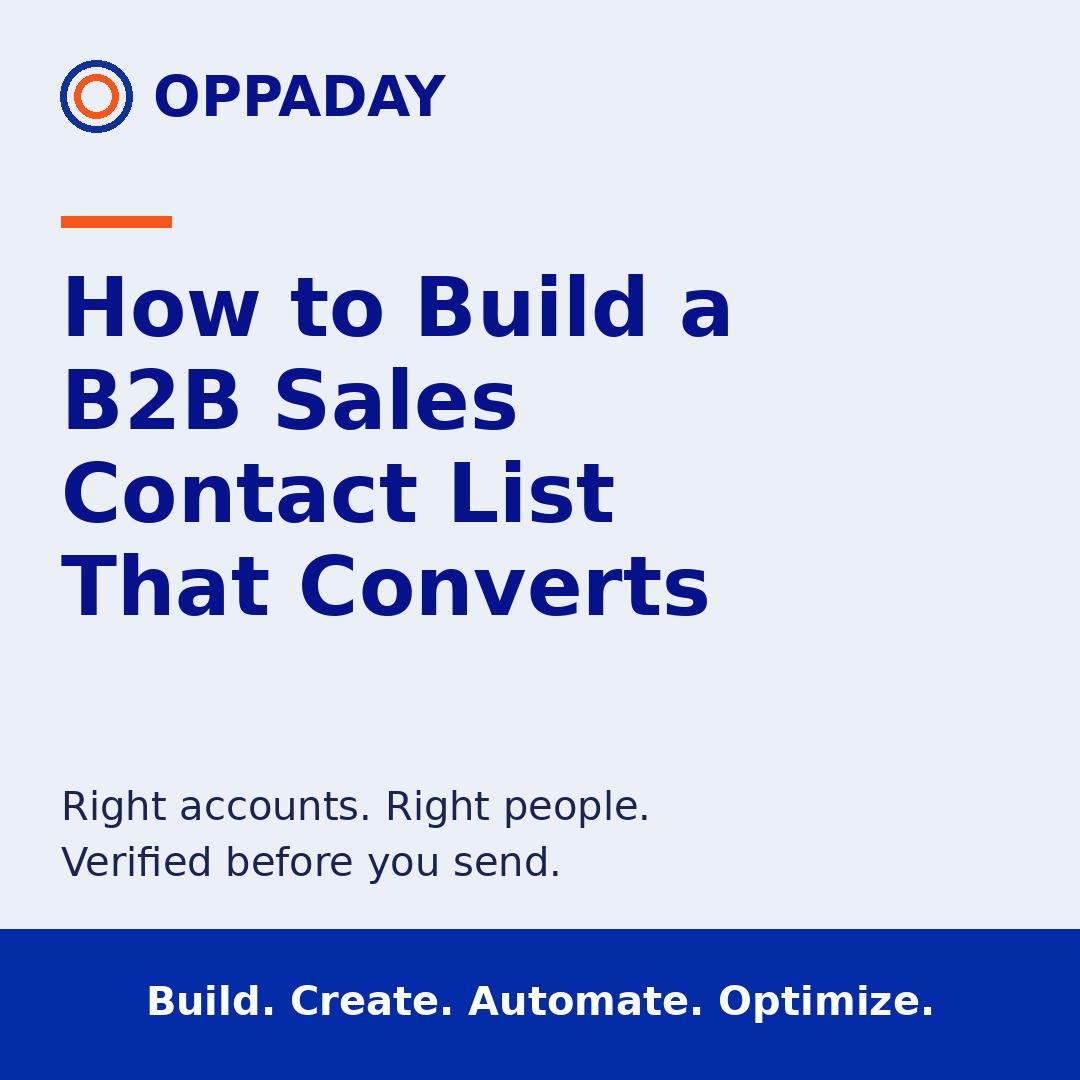 OPPADAY
How to Build a
B2B Sales
Contact List
That Converts
Right accounts. Right people.
Verified before you send.
Build. Create. Automate. Optimize.